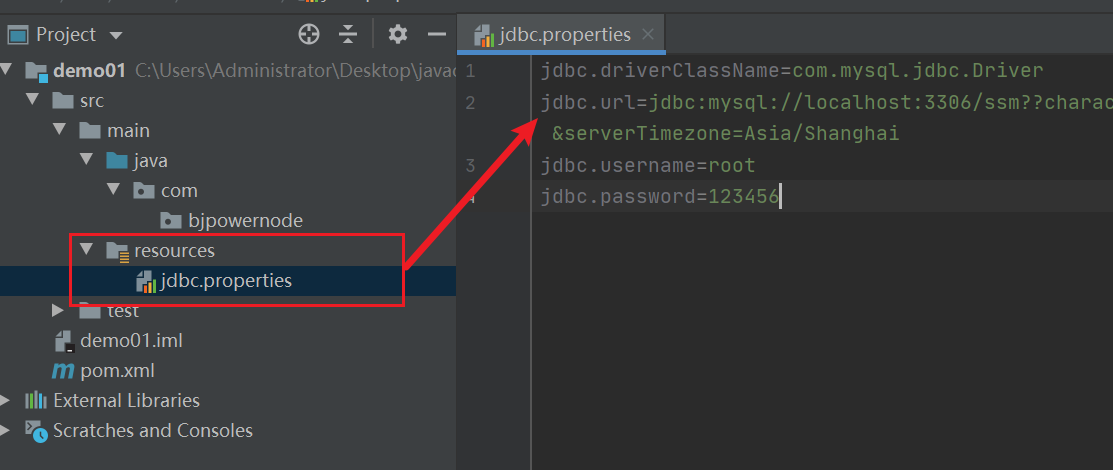 Project
demo01 C:\Users\Administrator\Desktop\javac
src
main
java
com
bjpowernode
resources
jdbc.properties
test
demo01.iml
pom.xml
External Libraries
Scratches and Consoles
jdbc.properties
1 jdbc.driverClassName=com.mysql.jdbc.Driver
2 jdbc.url=jdbc:mysql://localhost:3306/ssm??charac
&serverTimezone=Asia/Shanghai
3 jdbc.username=root
4 jdbc.password=123456